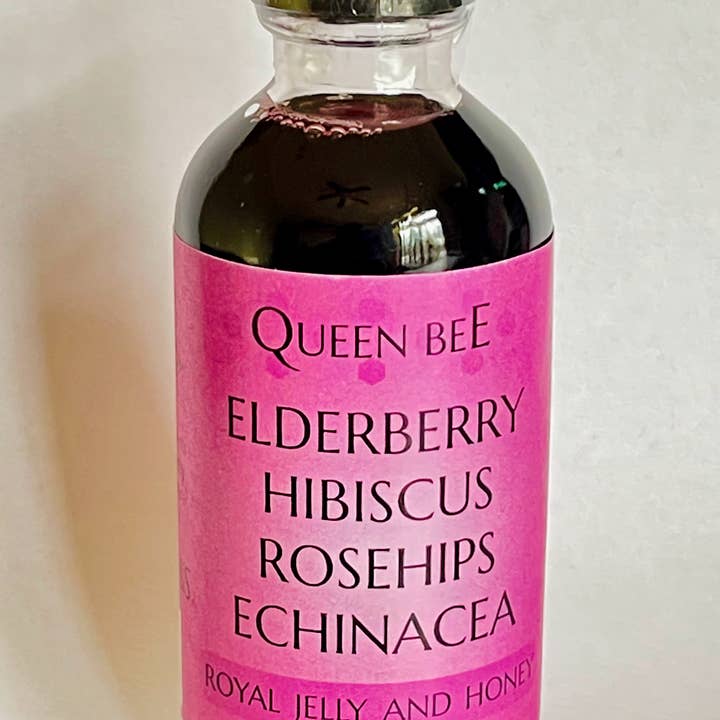 QUEEN BEE
ELDERBERRY
HIBISCUS
ROSEHIPS
ECHINACEA
ROYAL JELLY AND HONEY